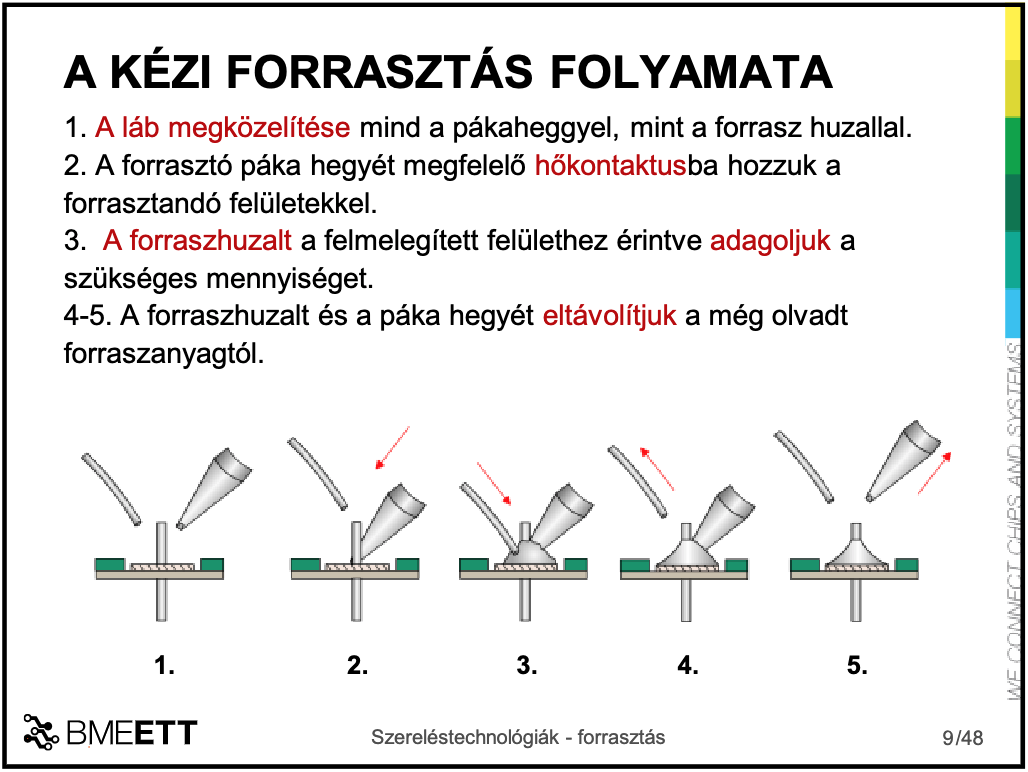 A KÉZI FORRASZTÁS FOLYAMATA
1. A láb megközelítése mind a pákaheggyel, mint a forrasz huzallal.
2. A forrasztó páka hegyét megfelelő hőkontaktusba hozzuk a
forrasztandó felületekkel.
3. A forraszhuzalt a felmelegített felülethez érintve adagoljuk a
szükséges mennyiséget.
4-5. A forraszhuzalt és a páka hegyét eltávolítjuk a még olvadt
forraszanyagtól.
1. 2. 3. 4. 5.
WE CONNECT CHIPS AND SYSTEMS
BMEETT
Szereléstechnológiák - forrasztás
9/48